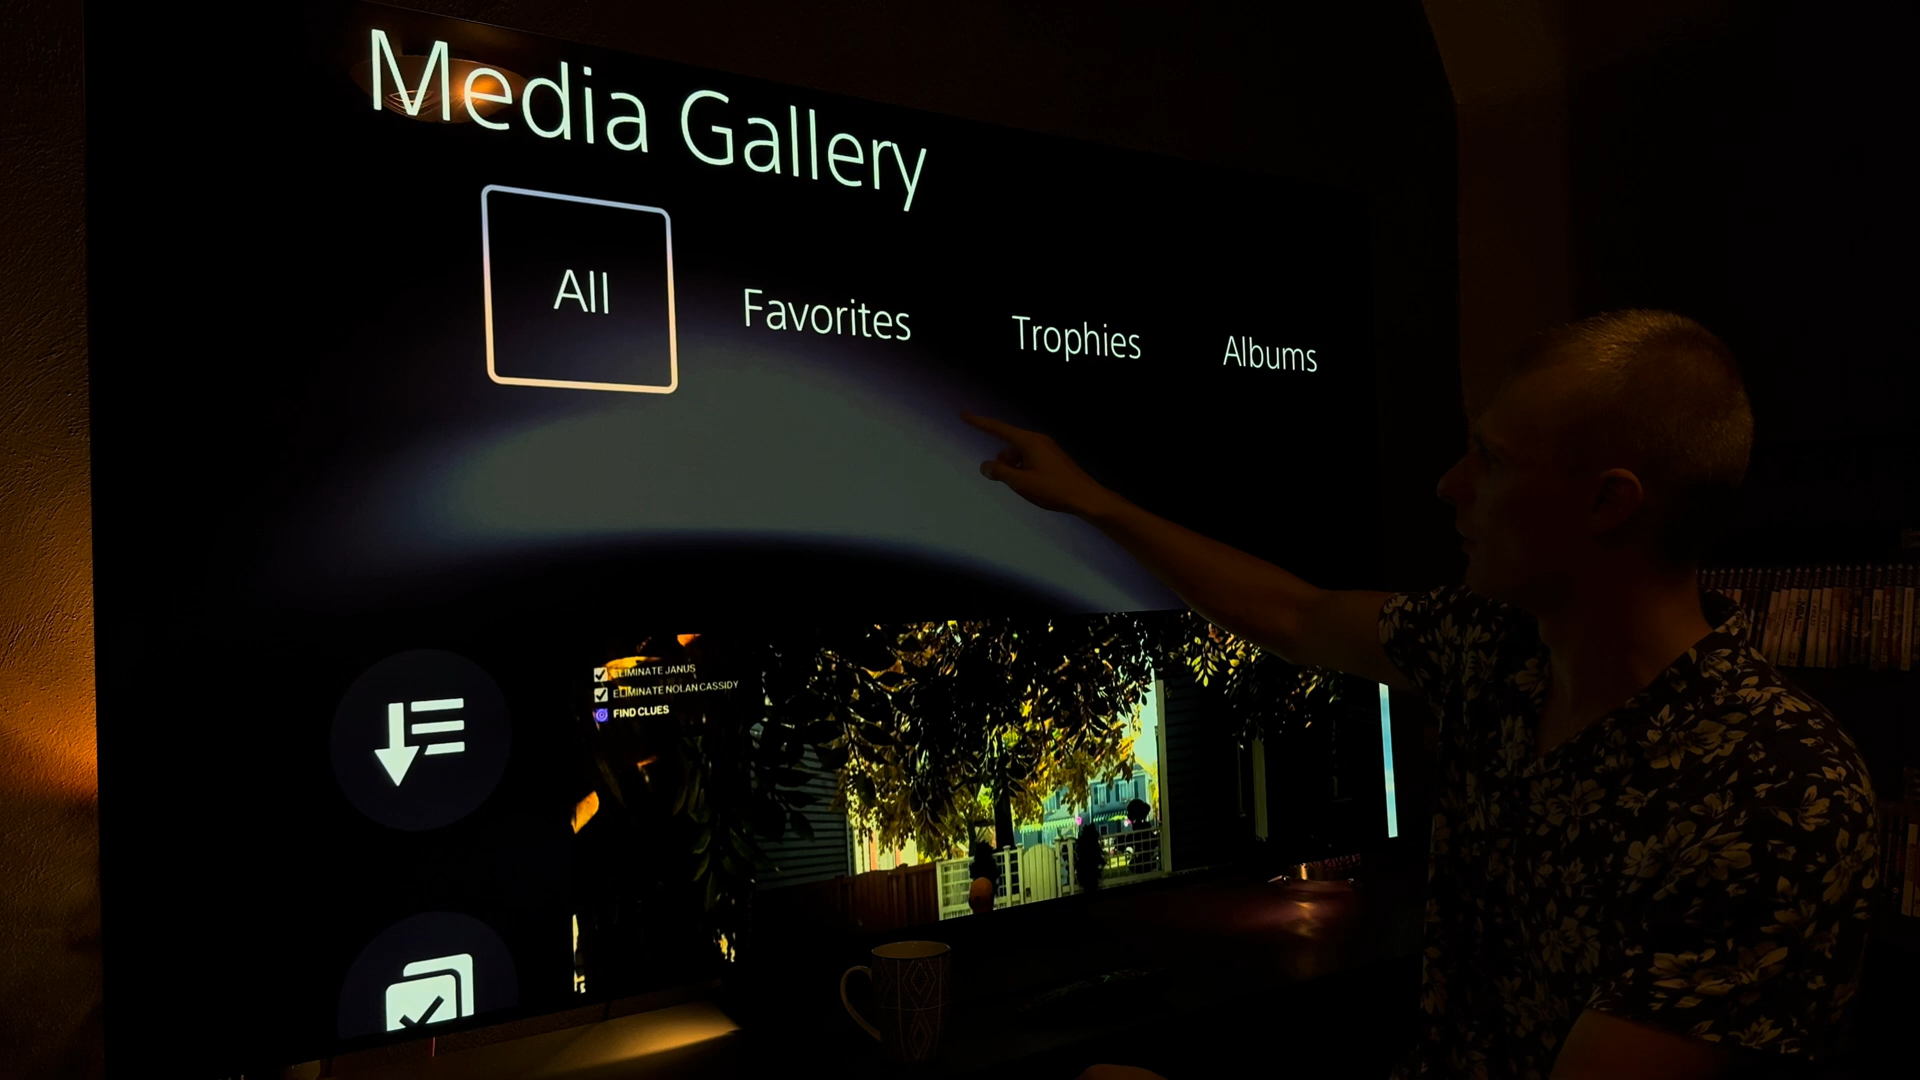 Media Gallery
All
Favorites
Trophies
Albums
ELIMINATE JANUS
ELIMINATE NOLAN CASSIDY
FIND CLUES